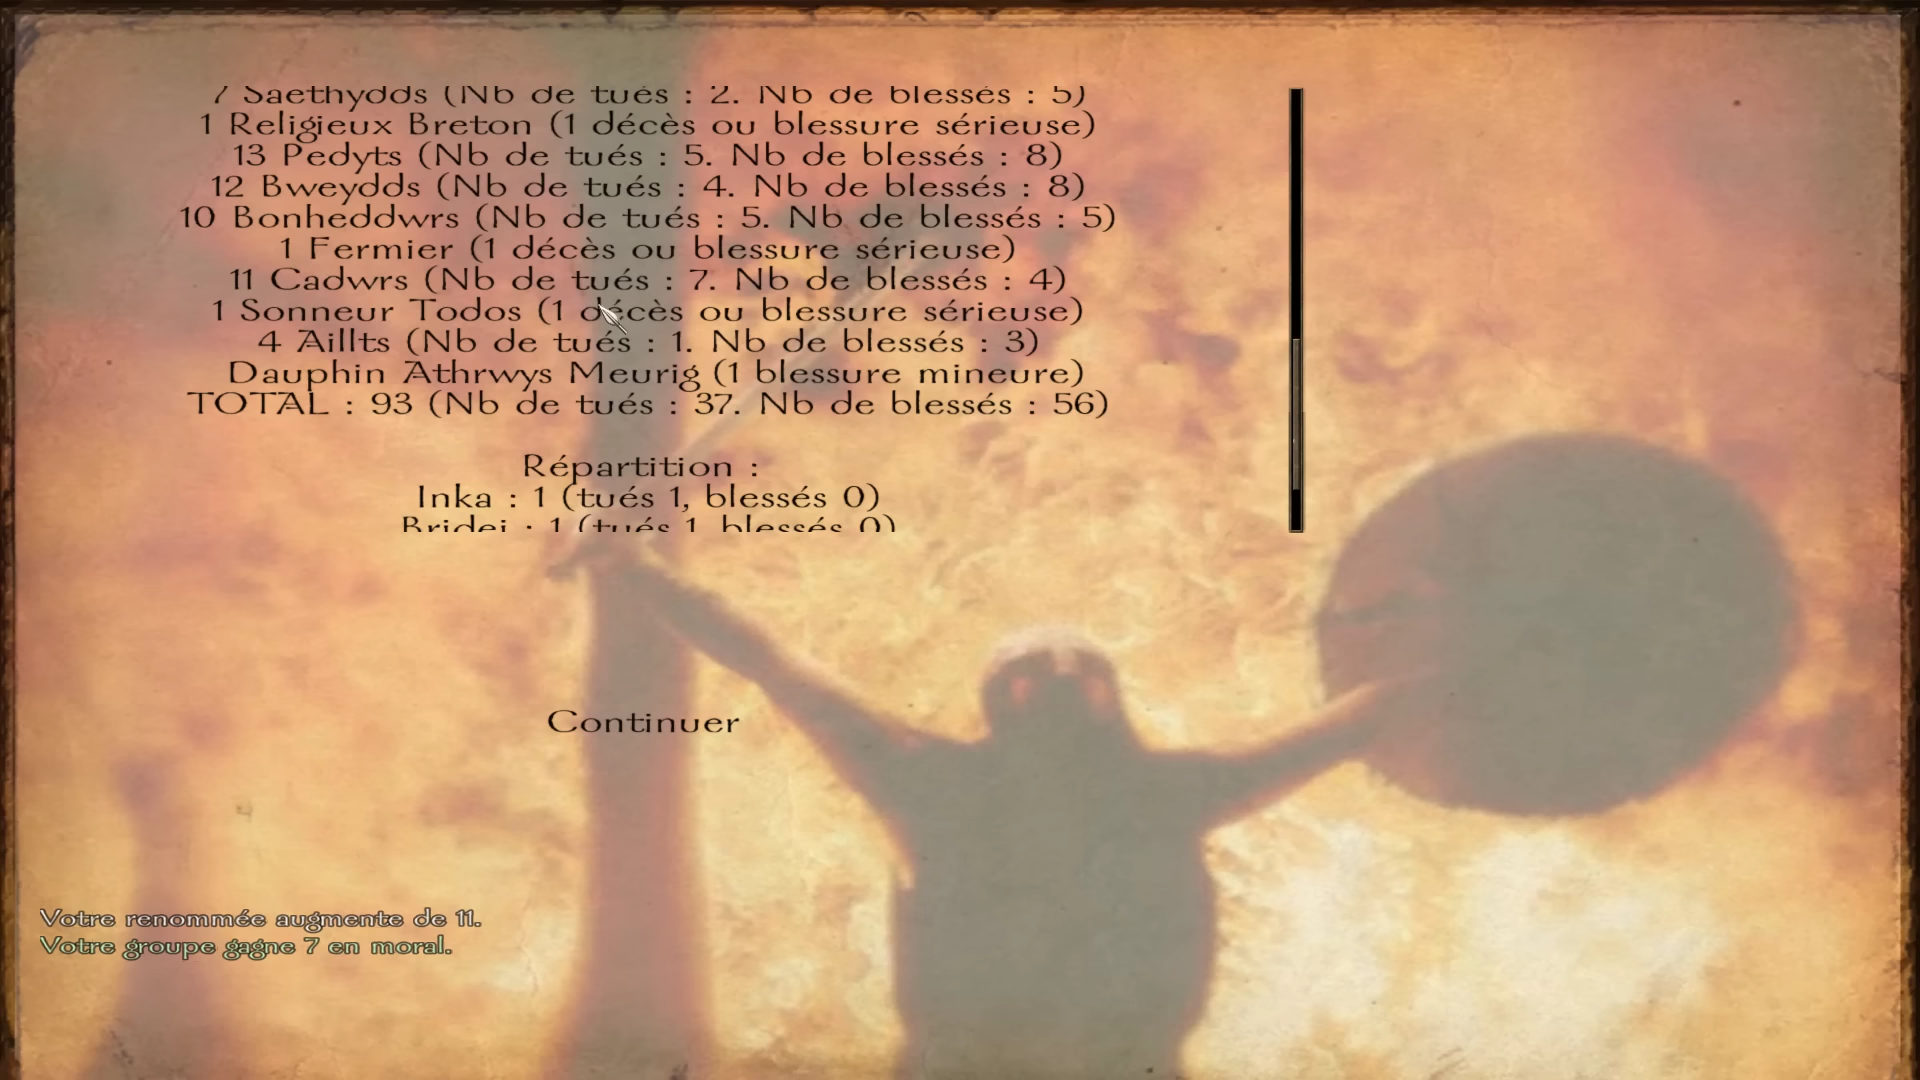 7 Saethydds (Nb de tués : 2. Nb de blessés : 5)
1 Religieux Breton (1 décès ou blessure sérieuse)
13 Pedyts (Nb de tués : 5. Nb de blessés : 8)
12 Bweydds (Nb de tués : 4. Nb de blessés : 8)
10 Bonheddwrs (Nb de tués : 5. Nb de blessés : 5)
1 Fermier (1 décès ou blessure sérieuse)
11 Cadwrs (Nb de tués : 7. Nb de blessés : 4)
1 Sonneur Todos (1 décès ou blessure sérieuse)
4 Aillts (Nb de tués : 1. Nb de blessés : 3)
Dauphin Athrwys Meurig (1 blessure mineure)
TOTAL : 93 (Nb de tués : 37. Nb de blessés : 56)
Répartition :
Inka : 1 (tués 1, blessés 0)
Bridei : 1 (tués 1, blessés 0)
Continuer
Votre renommée augmente de 11.
Votre groupe gagne 7 en moral.